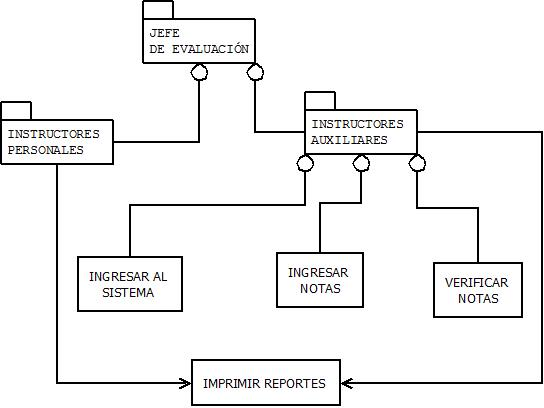 JEFE
DE EVALUACIÓN
INSTRUCTORES
PERSONALES
INSTRUCTORES
AUXILIARES
INGRESAR AL
SISTEMA
INGRESAR
NOTAS
VERIFICAR
NOTAS
IMPRIMIR REPORTES